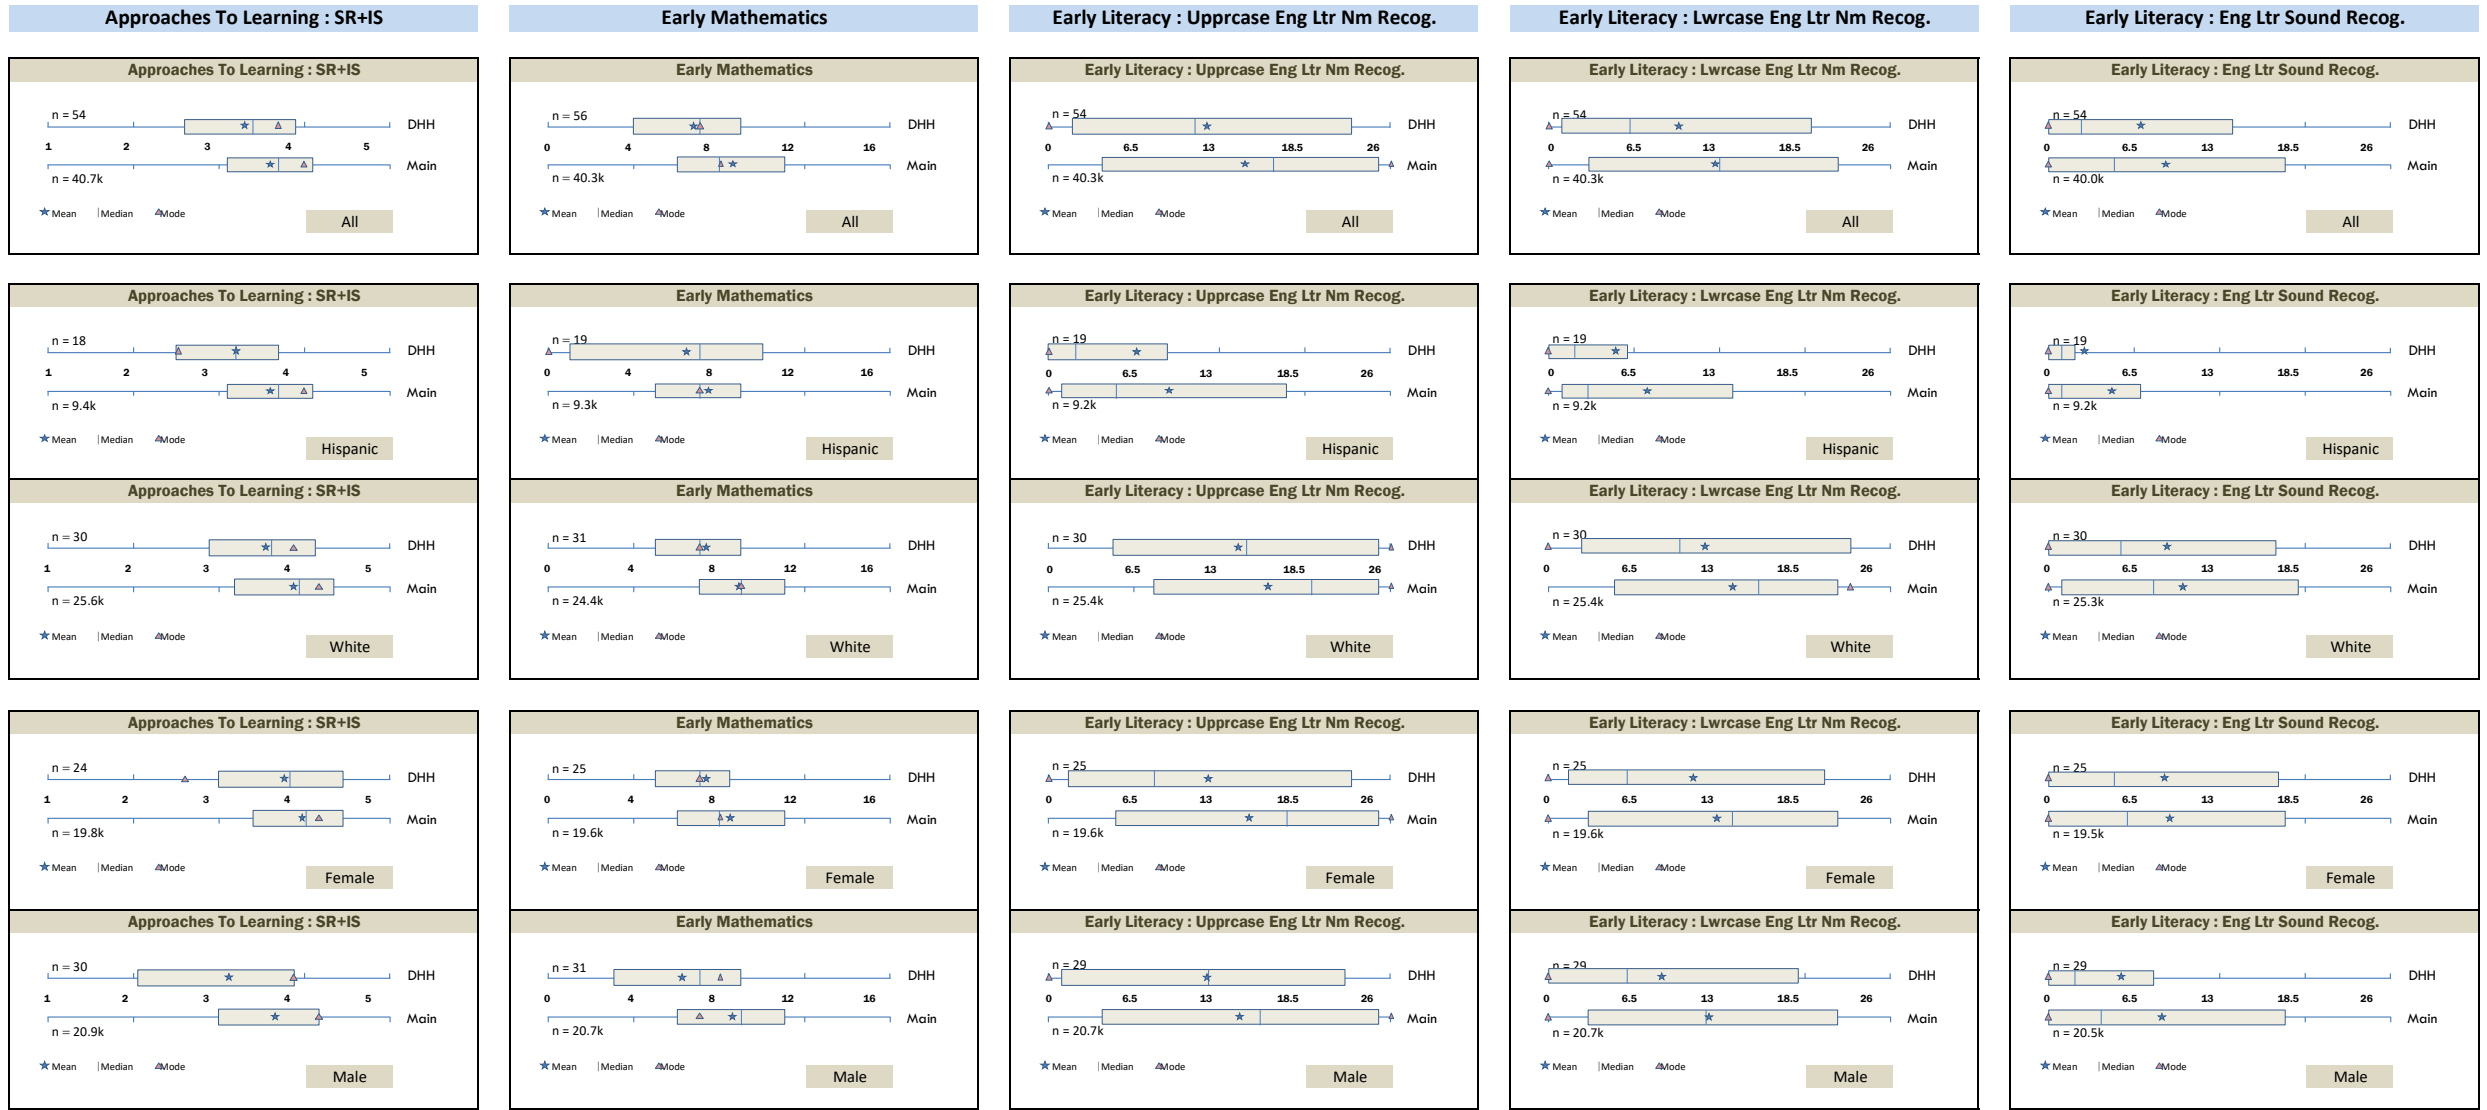 Approaches To Learning : SR+IS
Early Mathematics
Early Literacy : Upprcase Eng Ltr Nm Recog.
Early Literacy : Lwrcase Eng Ltr Nm Recog.
Early Literacy : Eng Ltr Sound Recog.
Approaches To Learning : SR+IS
n = 54
DHH
1 2 3 4 5
Main
n = 40.7k
Mean Median Mode
All
Early Mathematics
n = 56
DHH
0 4 8 12 16
Main
n = 40.3k
Mean Median Mode
All
Early Literacy : Upprcase Eng Ltr Nm Recog.
n = 54
DHH
0 6.5 13 18.5 26
Main
n = 40.3k
Mean Median Mode
All
Early Literacy : Lwrcase Eng Ltr Nm Recog.
n = 54
DHH
0 6.5 13 18.5 26
Main
n = 40.3k
Mean Median Mode
All
Early Literacy : Eng Ltr Sound Recog.
n = 54
DHH
0 6.5 13 18.5 26
Main
n = 40.0k
Mean Median Mode
All
Approaches To Learning : SR+IS
n = 18
DHH
1 2 3 4 5
Main
n = 9.4k
Mean Median Mode
Hispanic
Early Mathematics
n = 19
DHH
0 4 8 12 16
Main
n = 9.3k
Mean Median Mode
Hispanic
Early Literacy : Upprcase Eng Ltr Nm Recog.
n = 19
DHH
0 6.5 13 18.5 26
Main
n = 9.2k
Mean Median Mode
Hispanic
Early Literacy : Lwrcase Eng Ltr Nm Recog.
n = 19
DHH
0 6.5 13 18.5 26
Main
n = 9.2k
Mean Median Mode
Hispanic
Early Literacy : Eng Ltr Sound Recog.
n = 19
DHH
0 6.5 13 18.5 26
Main
n = 9.2k
Mean Median Mode
Hispanic
Approaches To Learning : SR+IS
n = 30
DHH
1 2 3 4 5
Main
n = 25.6k
Mean Median Mode
White
Early Mathematics
n = 31
DHH
0 4 8 12 16
Main
n = 24.4k
Mean Median Mode
White
Early Literacy : Upprcase Eng Ltr Nm Recog.
n = 30
DHH
0 6.5 13 18.5 26
Main
n = 25.4k
Mean Median Mode
White
Early Literacy : Lwrcase Eng Ltr Nm Recog.
n = 30
DHH
0 6.5 13 18.5 26
Main
n = 25.4k
Mean Median Mode
White
Early Literacy : Eng Ltr Sound Recog.
n = 30
DHH
0 6.5 13 18.5 26
Main
n = 25.3k
Mean Median Mode
White
Approaches To Learning : SR+IS
n = 24
DHH
1 2 3 4 5
Main
n = 19.8k
Mean Median Mode
Female
Early Mathematics
n = 25
DHH
0 4 8 12 16
Main
n = 19.6k
Mean Median Mode
Female
Early Literacy : Upprcase Eng Ltr Nm Recog.
n = 25
DHH
0 6.5 13 18.5 26
Main
n = 19.6k
Mean Median Mode
Female
Early Literacy : Lwrcase Eng Ltr Nm Recog.
n = 25
DHH
0 6.5 13 18.5 26
Main
n = 19.6k
Mean Median Mode
Female
Early Literacy : Eng Ltr Sound Recog.
n = 25
DHH
0 6.5 13 18.5 26
Main
n = 19.5k
Mean Median Mode
Female
Approaches To Learning : SR+IS
n = 30
DHH
1 2 3 4 5
Main
n = 20.9k
Mean Median Mode
Male
Early Mathematics
n = 31
DHH
0 4 8 12 16
Main
n = 20.7k
Mean Median Mode
Male
Early Literacy : Upprcase Eng Ltr Nm Recog.
n = 29
DHH
0 6.5 13 18.5 26
Main
n = 20.7k
Mean Median Mode
Male
Early Literacy : Lwrcase Eng Ltr Nm Recog.
n = 29
DHH
0 6.5 13 18.5 26
Main
n = 20.7k
Mean Median Mode
Male
Early Literacy : Eng Ltr Sound Recog.
n = 29
DHH
0 6.5 13 18.5 26
Main
n = 20.5k
Mean Median Mode
Male